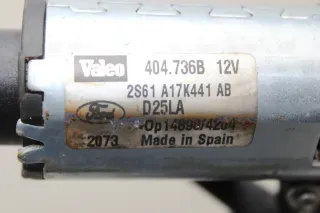 Valeo 404.736B 12V
2S61 A17K441 AB
Ford D25LA
2073 Made in Spain